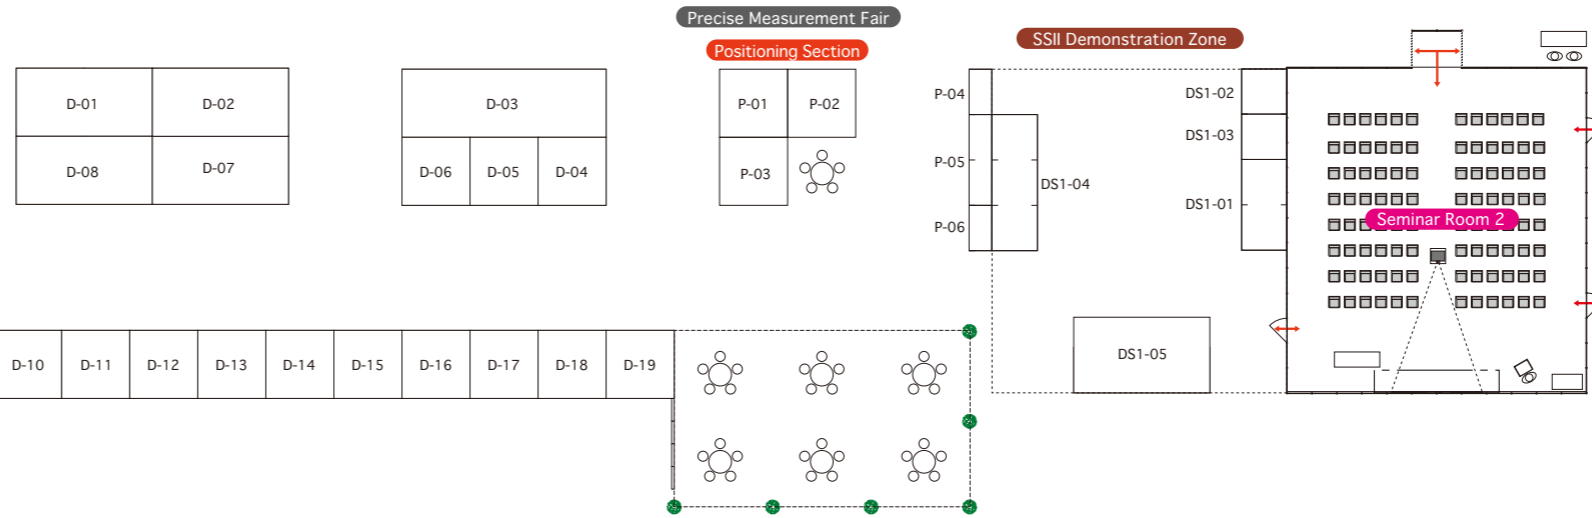 Precise Measurement Fair
Positioning Section
SSII Demonstration Zone
D-01
D-02
D-03
P-01
P-02
P-04
DS1-02
DS1-03
D-08
D-07
D-06
D-05
D-04
P-03
P-05
DS1-04
DS1-01
P-06
Seminar Room 2
DS1-05
D-10
D-11
D-12
D-13
D-14
D-15
D-16
D-17
D-18
D-19